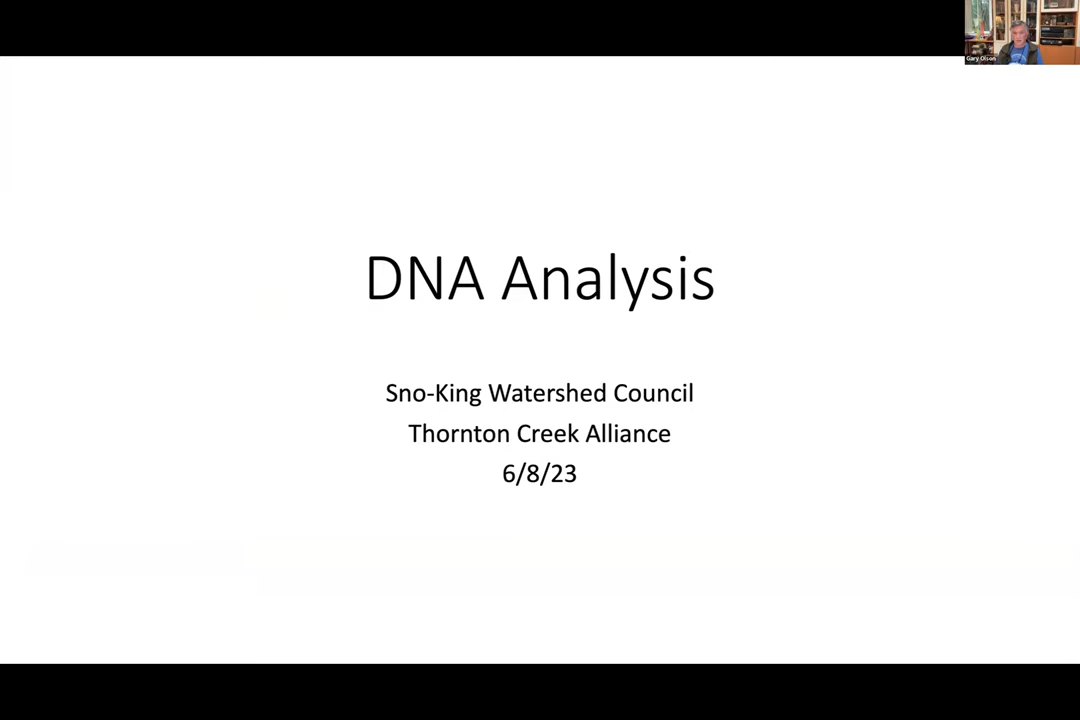 Gary Olson
DNA Analysis
Sno-King Watershed Council
Thornton Creek Alliance
6/8/23